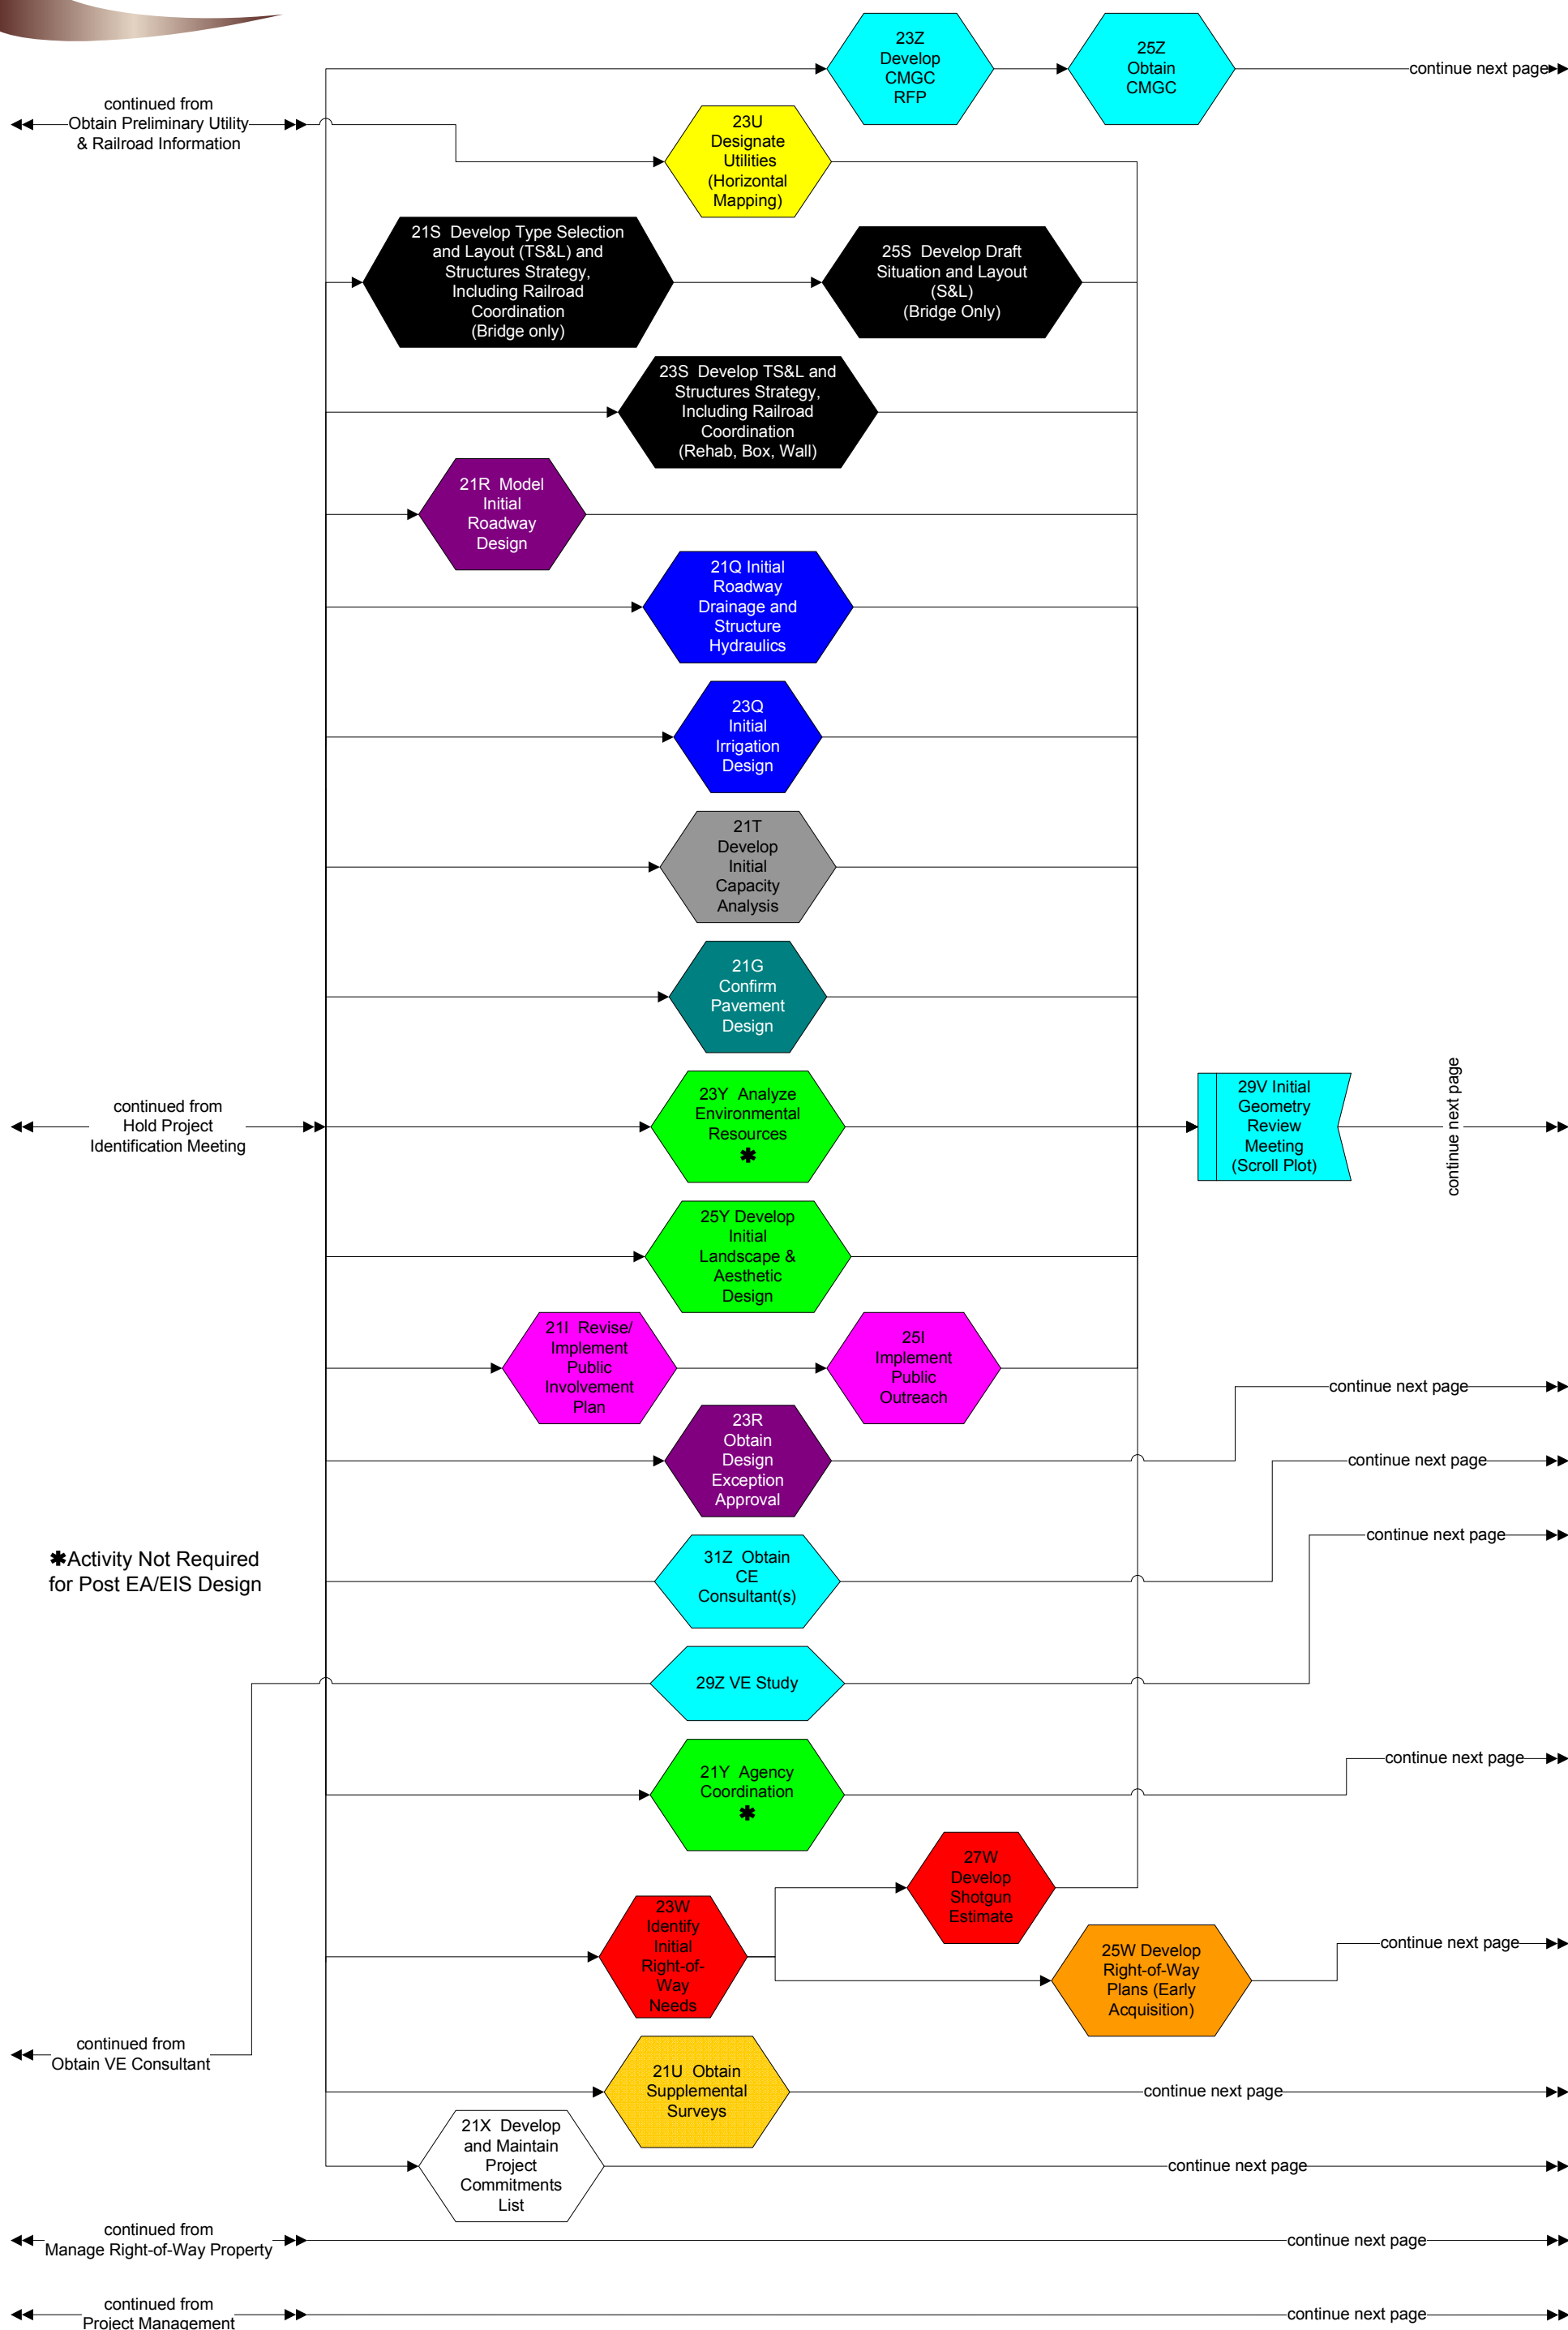 23Z
Develop
CMGC
RFP
25Z
Obtain
CMGC
continue next page
continued from
Obtain Preliminary Utility
& Railroad Information
23U
Designate
Utilities
(Horizontal
Mapping)
21S  Develop Type Selection
and Layout (TS&L) and
Structures Strategy,
Including Railroad
Coordination
(Bridge only)
25S  Develop Draft
Situation and Layout
(S&L)
(Bridge Only)
23S  Develop TS&L and
Structures Strategy,
Including Railroad
Coordination
(Rehab, Box, Wall)
21R  Model
Initial
Roadway
Design
21Q Initial
Roadway
Drainage and
Structure
Hydraulics
23Q
Initial
Irrigation
Design
21T
Develop
Initial
Capacity
Analysis
21G
Confirm
Pavement
Design
continued from
Hold Project
Identification Meeting
23Y  Analyze
Environmental
Resources
✱
29V Initial
Geometry
Review
Meeting
(Scroll Plot)
continue next page
25Y Develop
Initial
Landscape &
Aesthetic
Design
21I  Revise/
Implement
Public
Involvement
Plan
25I
Implement
Public
Outreach
continue next page
23R
Obtain
Design
Exception
Approval
continue next page
continue next page
✱Activity Not Required
for Post EA/EIS Design
31Z  Obtain
CE
Consultant(s)
29Z VE Study
21Y  Agency
Coordination
✱
continue next page
27W
Develop
Shotgun
Estimate
23W
Identify
Initial
Right-of-
Way
Needs
25W Develop
Right-of-Way
Plans (Early
Acquisition)
continue next page
continued from
Obtain VE Consultant
21U  Obtain
Supplemental
Surveys
continue next page
21X  Develop
and Maintain
Project
Commitments
List
continue next page
continued from
Manage Right-of-Way Property
continue next page
continued from
Project Management
continue next page